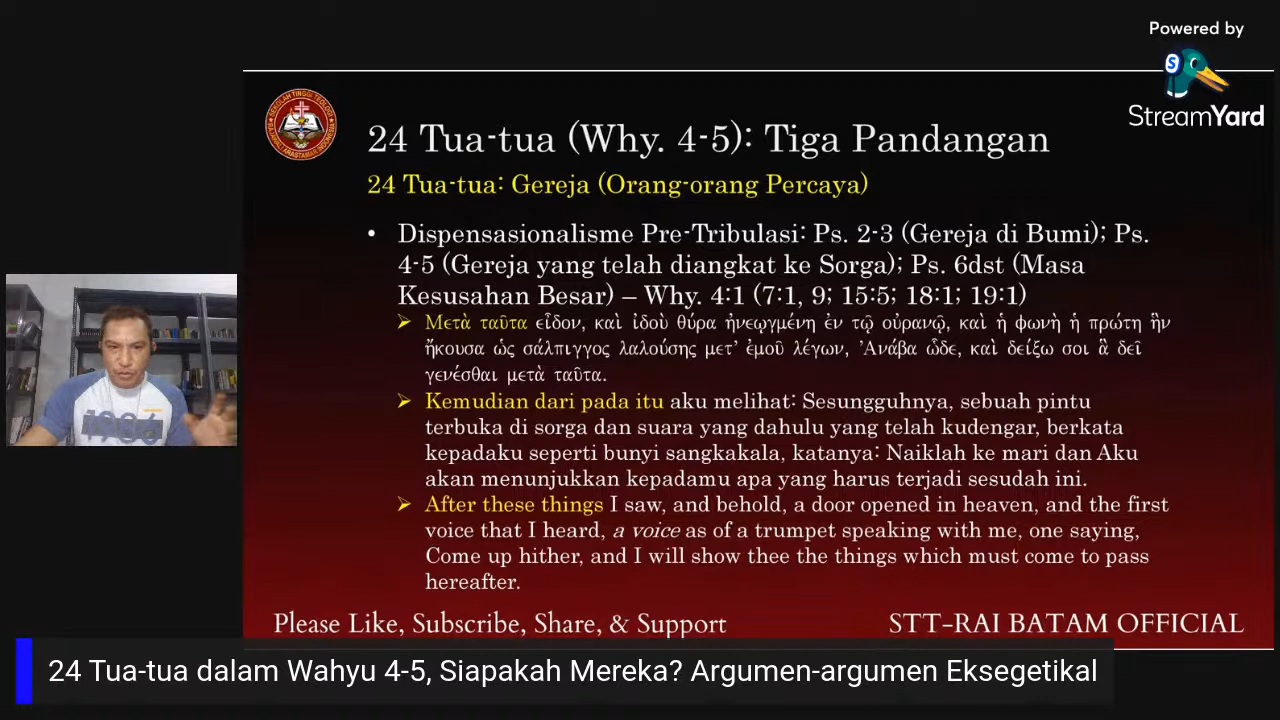 Powered by
StreamYard
24 Tua-tua (Why. 4-5): Tiga Pandangan
24 Tua-tua: Gereja (Orang-orang Percaya)
• Dispensasionalisme Pre-Tribulasi: Ps. 2-3 (Gereja di Bumi); Ps.
4-5 (Gereja yang telah diangkat ke Sorga); Ps. 6dst (Masa
Kesusahan Besar) – Why. 4:1 (7:1, 9; 15:5; 18:1; 19:1)
➢ Μετὰ ταῦτα εἶδον, καὶ ἰδοὺ θύρα ἠνεῳγμένη ἐν τῷ οὐρανῷ, καὶ ἡ φωνὴ ἡ πρώτη ἣν
ἤκουσα ὡς σάλπιγγος λαλούσης μετ’ ἐμοῦ λέγων, Ἀνάβα ὧδε, καὶ δείξω σοι ἃ δεῖ
γενέσθαι μετὰ ταῦτα.
➢ Kemudian dari pada itu aku melihat: Sesungguhnya, sebuah pintu
terbuka di sorga dan suara yang dahulu yang telah kudengar, berkata
kepadaku seperti bunyi sangkakala, katanya: Naiklah ke mari dan Aku
akan menunjukkan kepadamu apa yang harus terjadi sesudah ini.
➢ After these things I saw, and behold, a door opened in heaven, and the first
voice that I heard, a voice as of a trumpet speaking with me, one saying,
Come up hither, and I will show thee the things which must come to pass
hereafter.
Please Like, Subscribe, Share, & Support
STT-RAI BATAM OFFICIAL
24 Tua-tua dalam Wahyu 4-5, Siapakah Mereka? Argumen-argumen Eksegetikal